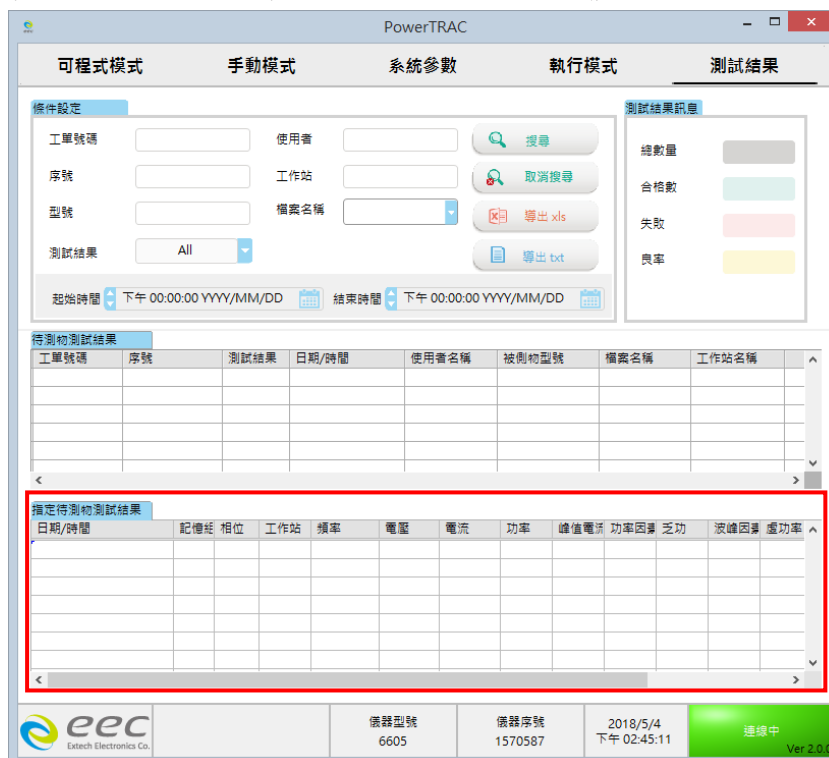 PowerTRAC
可程式模式 手動模式 系統參數 執行模式 測試結果
條件設定 測試結果訊息
工單號碼 使用者 搜尋 總數量
序號 工作站 取消搜尋 合格數
型號 檔案名稱 導出 xls 失敗
測試結果 All 導出 txt 良率
起始時間 下午 00:00:00 YYYY/MM/DD 結束時間 下午 00:00:00 YYYY/MM/DD
待測物測試結果
工單號碼 序號 測試結果 日期/時間 使用者名稱 被側物型號 檔案名稱 工作站名稱
指定待測物測試結果
日期/時間 記憶組 相位 工作站 頻率 電壓 電流 功率 峰值電流 功率因素 乏功 波峰因素 虛功率
eec 儀器型號 儀器序號 2018/5/4 連線中
Extech Electronics Co. 6605 1570587 下午 02:45:11 Ver 2.0.0